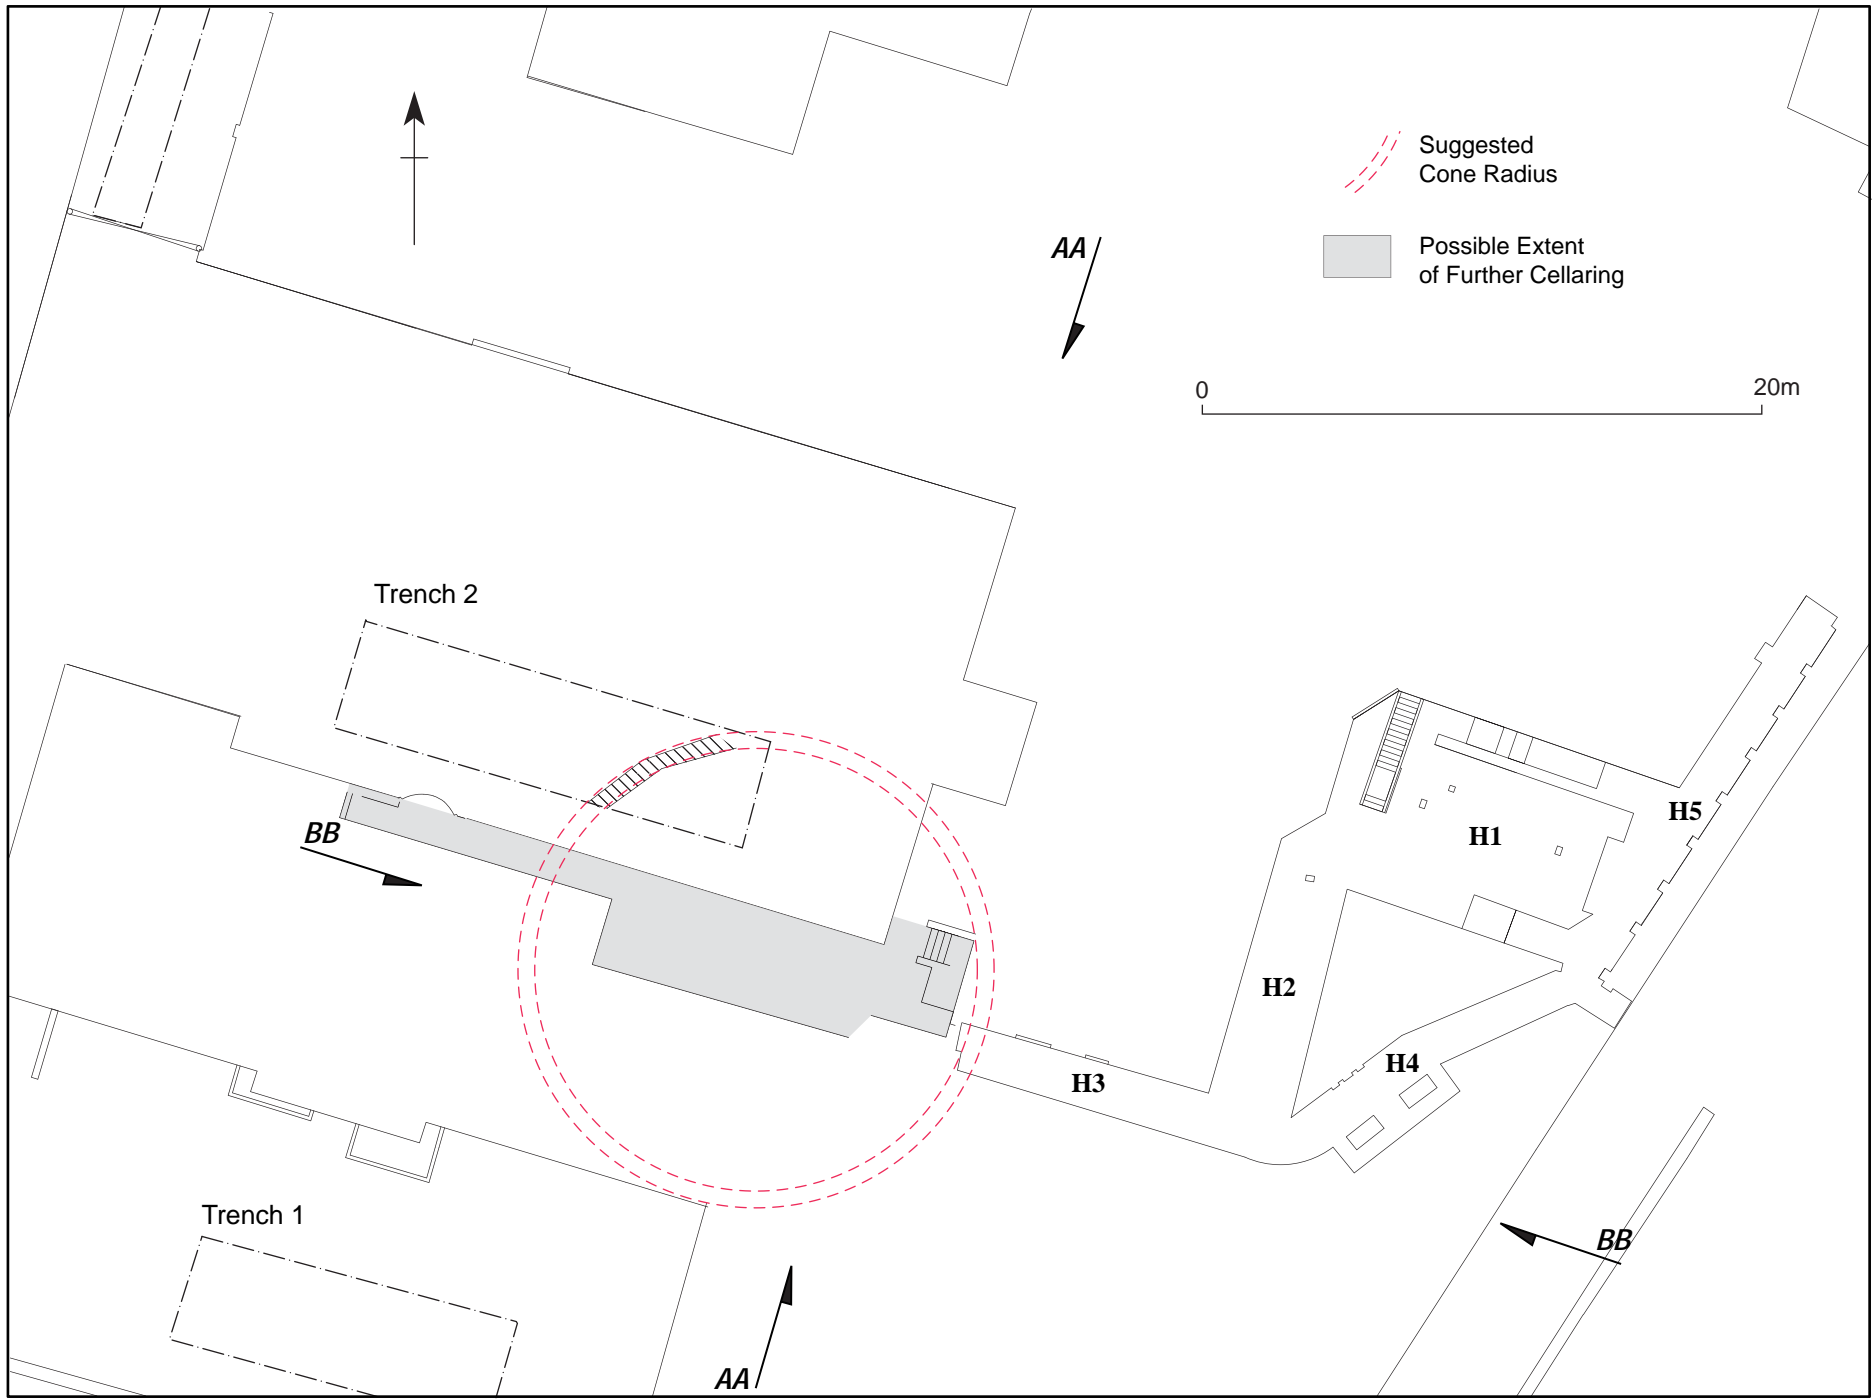 Suggested
Cone Radius
AA
Possible Extent
of Further Cellaring
0 20m
Trench 2
H5
BB
H1
H2
H4
H3
Trench 1
BB
AA